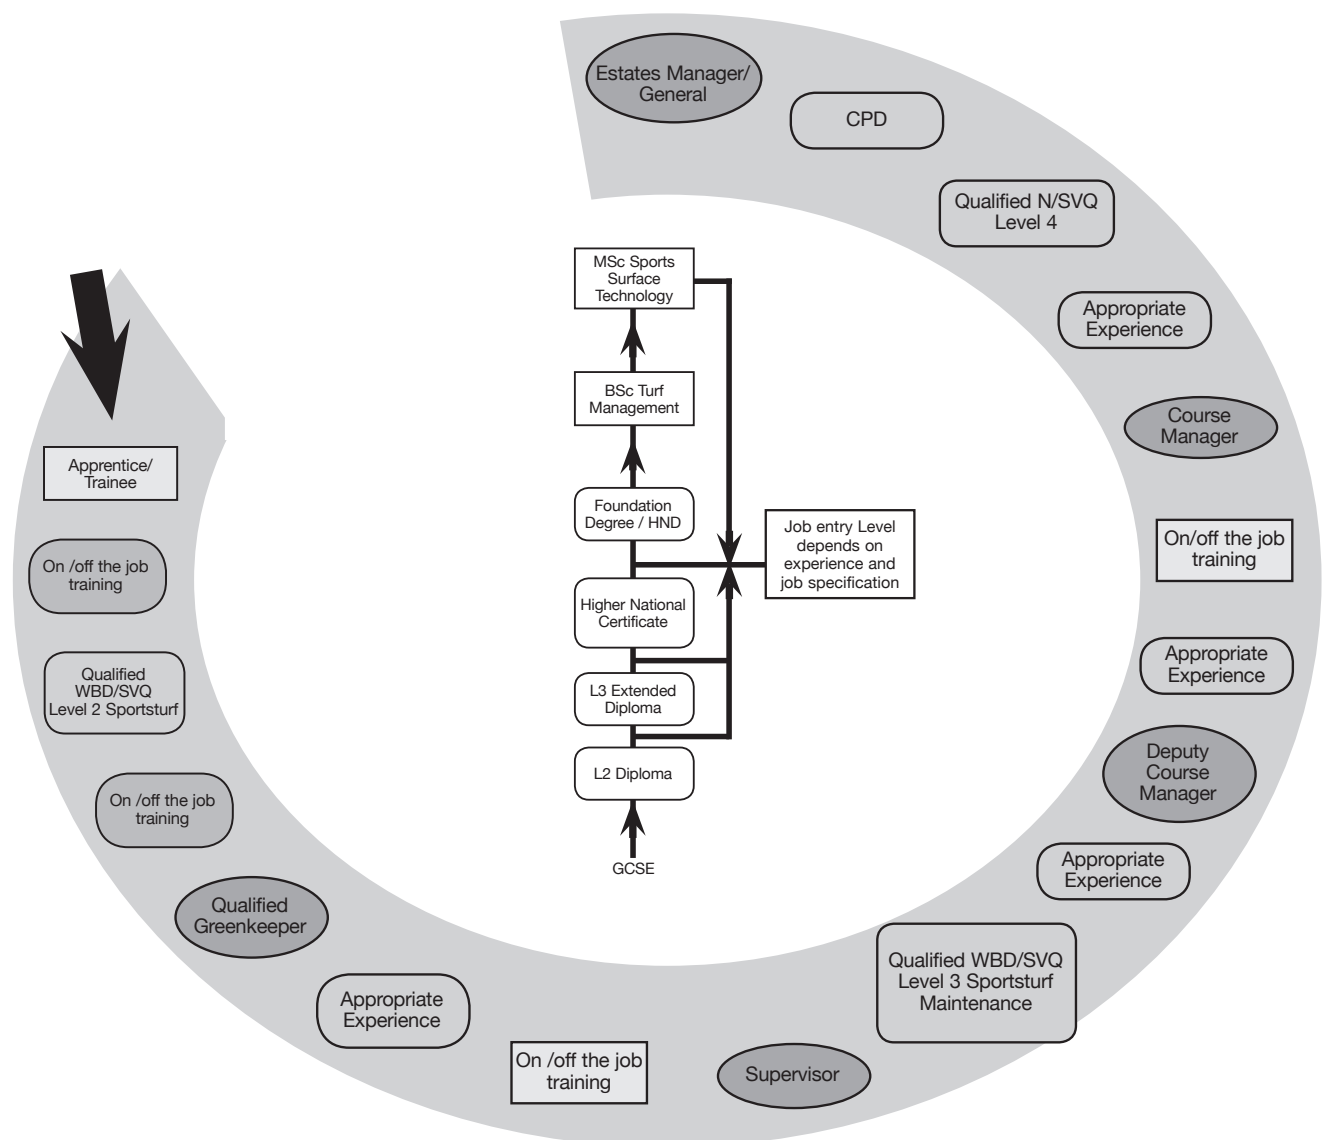 Estates Manager/
General
CPD
Qualified N/SVQ
Level 4
Appropriate
Experience
Course
Manager
On/off the job
training
Appropriate
Experience
Deputy
Course
Manager
Appropriate
Experience
Qualified WBD/SVQ
Level 3 Sportsturf
Maintenance
Supervisor
On /off the job
training
Appropriate
Experience
Qualified
Greenkeeper
On /off the job
training
Qualified
WBD/SVQ
Level 2 Sportsturf
On /off the job
training
Apprentice/
Trainee
MSc Sports
Surface
Technology
BSc Turf
Management
Foundation
Degree / HND
Job entry Level
depends on
experience and
job specification
Higher National
Certificate
L3 Extended
Diploma
L2 Diploma
GCSE